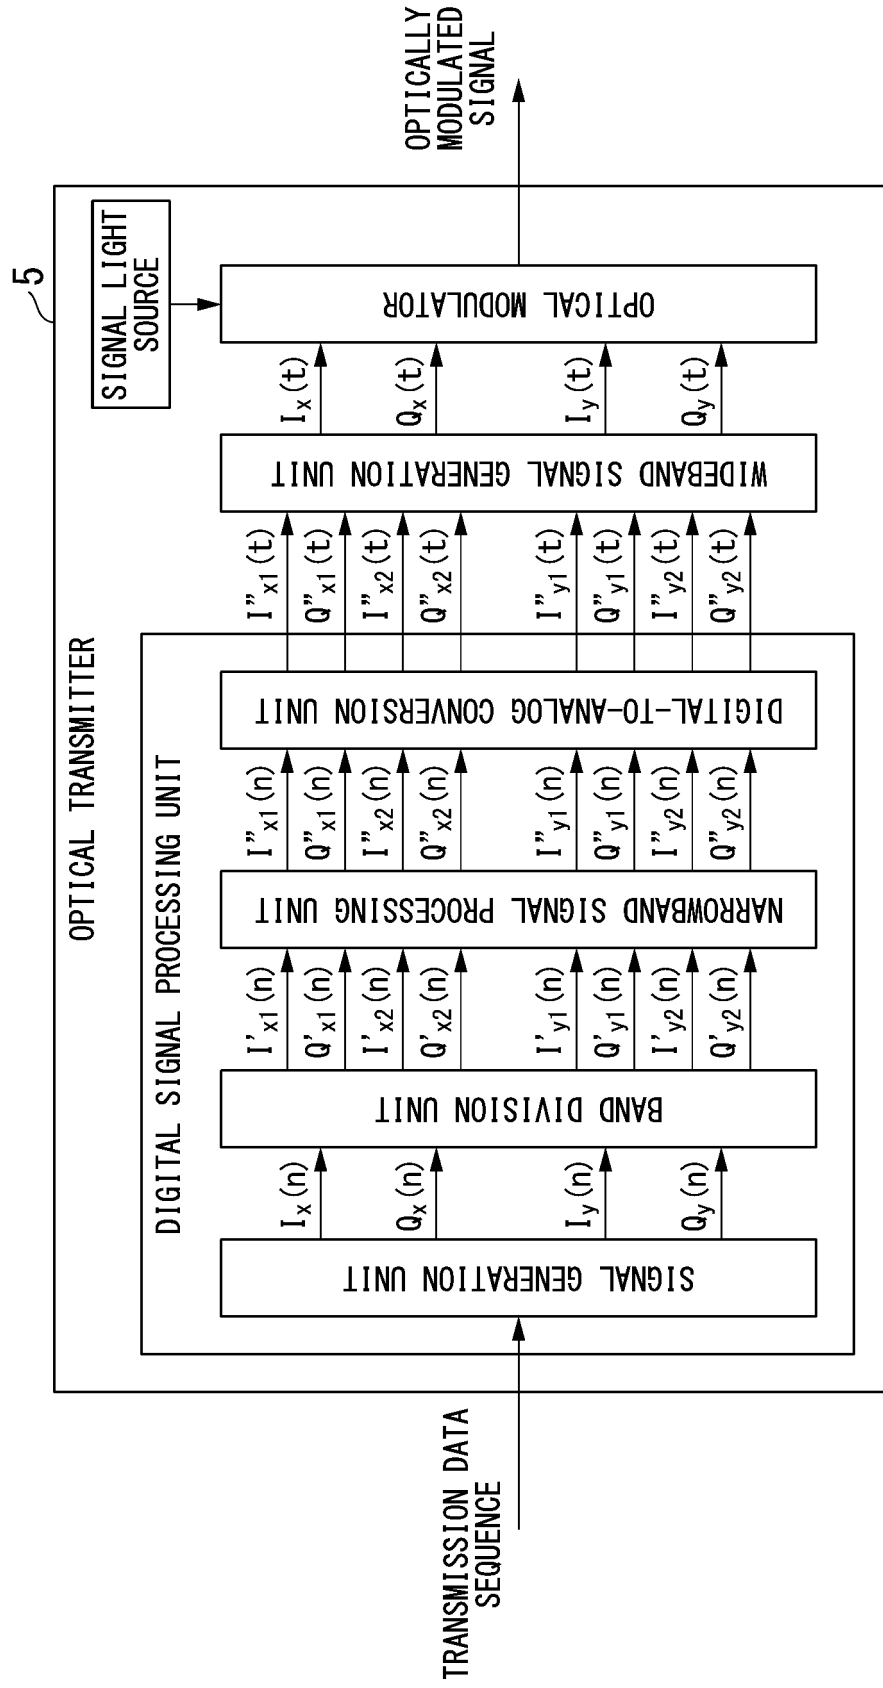 5
OPTICAL TRANSMITTER
DIGITAL SIGNAL PROCESSING UNIT
TRANSMISSION DATA
SEQUENCE
SIGNAL GENERATION UNIT
Ix(n)
Qx(n)
Iy(n)
Qy(n)
BAND DIVISION UNIT
I'x1(n)
Q'x1(n)
I'x2(n)
Q'x2(n)
I'y1(n)
Q'y1(n)
I'y2(n)
Q'y2(n)
NARROWBAND SIGNAL PROCESSING UNIT
I"x1(n)
Q"x1(n)
I"x2(n)
Q"x2(n)
I"y1(n)
Q"y1(n)
I"y2(n)
Q"y2(n)
DIGITAL-TO-ANALOG CONVERSION UNIT
I"x1(t)
Q"x1(t)
I"x2(t)
Q"x2(t)
I"y1(t)
Q"y1(t)
I"y2(t)
Q"y2(t)
WIDEBAND SIGNAL GENERATION UNIT
Ix(t)
Qx(t)
Iy(t)
Qy(t)
SIGNAL LIGHT
SOURCE
OPTICAL MODULATOR
OPTICALLY
MODULATED
SIGNAL